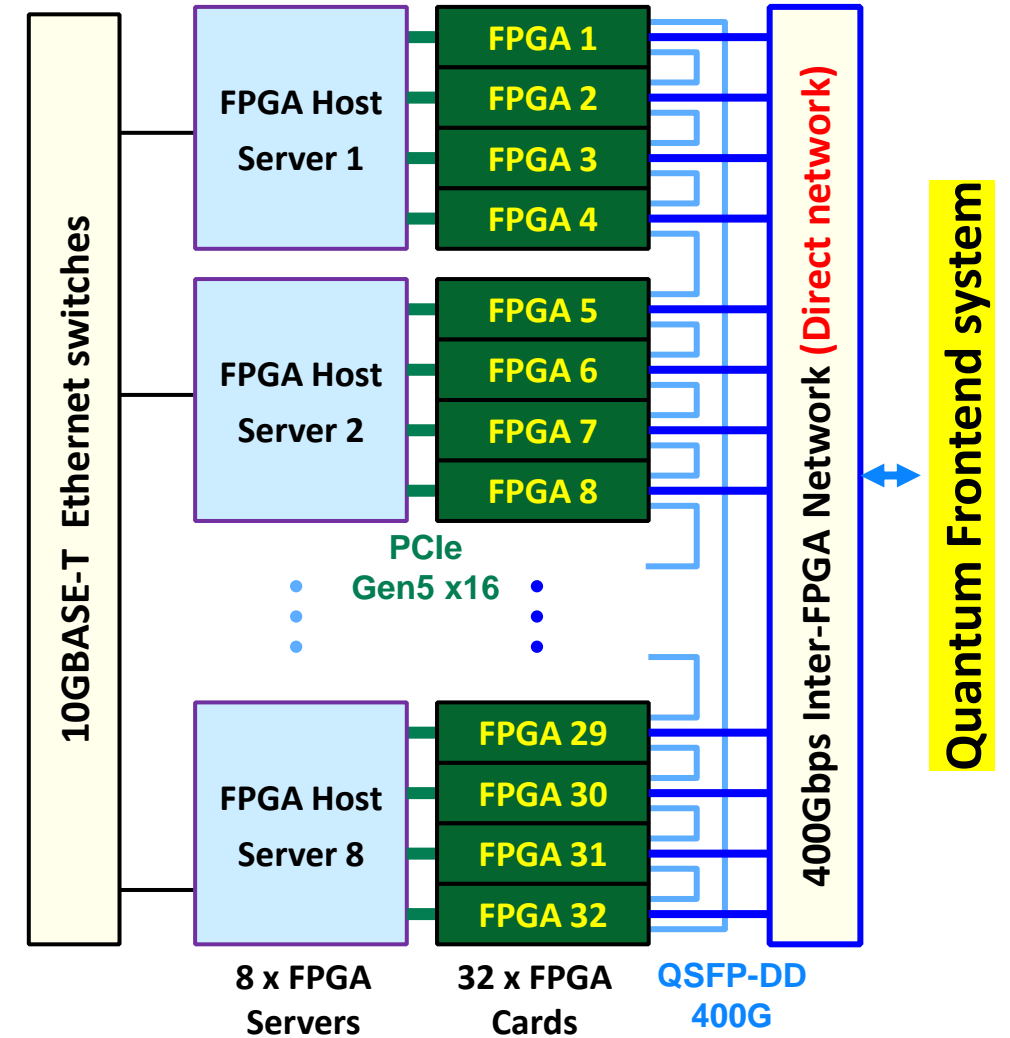 10GBASE-T Ethernet switches
FPGA Host
Server 1
FPGA 1
FPGA 2
FPGA 3
FPGA 4
FPGA Host
Server 2
FPGA 5
FPGA 6
FPGA 7
FPGA 8
PCIe
Gen5 x16
FPGA Host
Server 8
FPGA 29
FPGA 30
FPGA 31
FPGA 32
400Gbps Inter-FPGA Network (Direct network)
Quantum Frontend system
8 x FPGA
Servers
32 x FPGA
Cards
QSFP-DD
400G